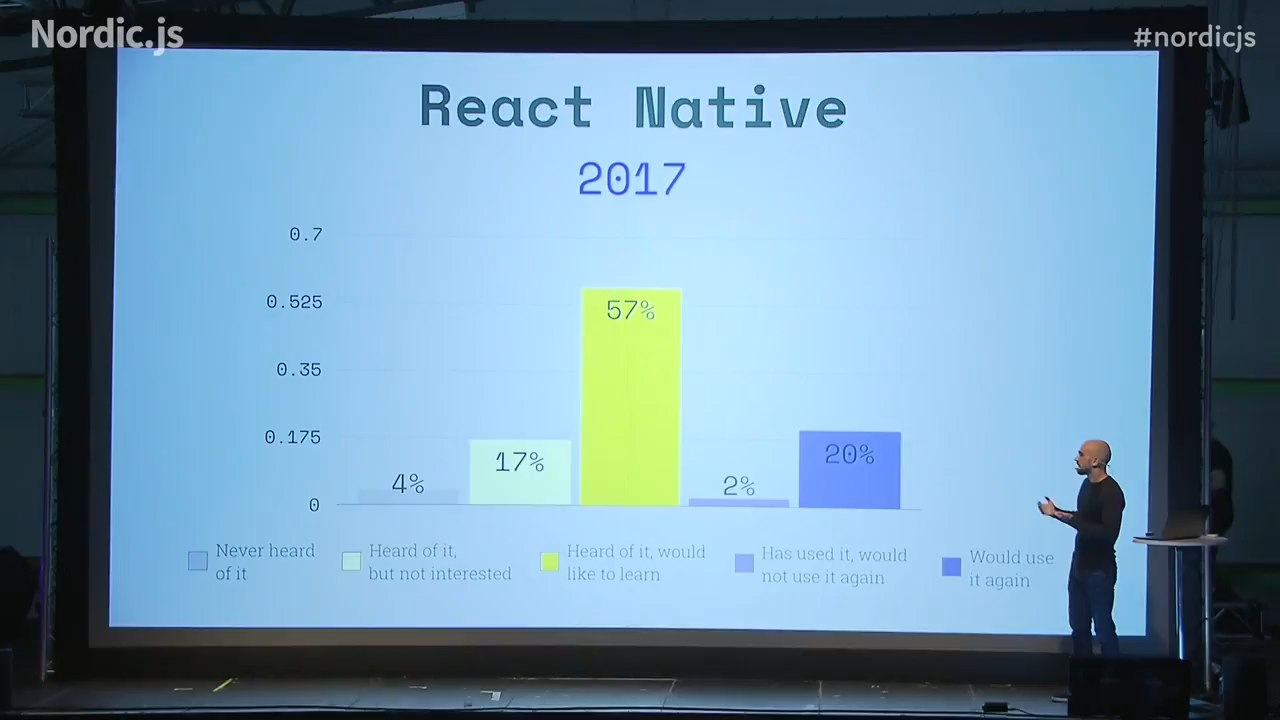 Nordic.js
#nordicjs
React Native
2017
0.7
0.525
0.35
0.175
0
4%
17%
57%
2%
20%
Never heard
of it
Heard of it,
but not interested
Heard of it, would
like to learn
Has used it, would
not use it again
Would use
it again